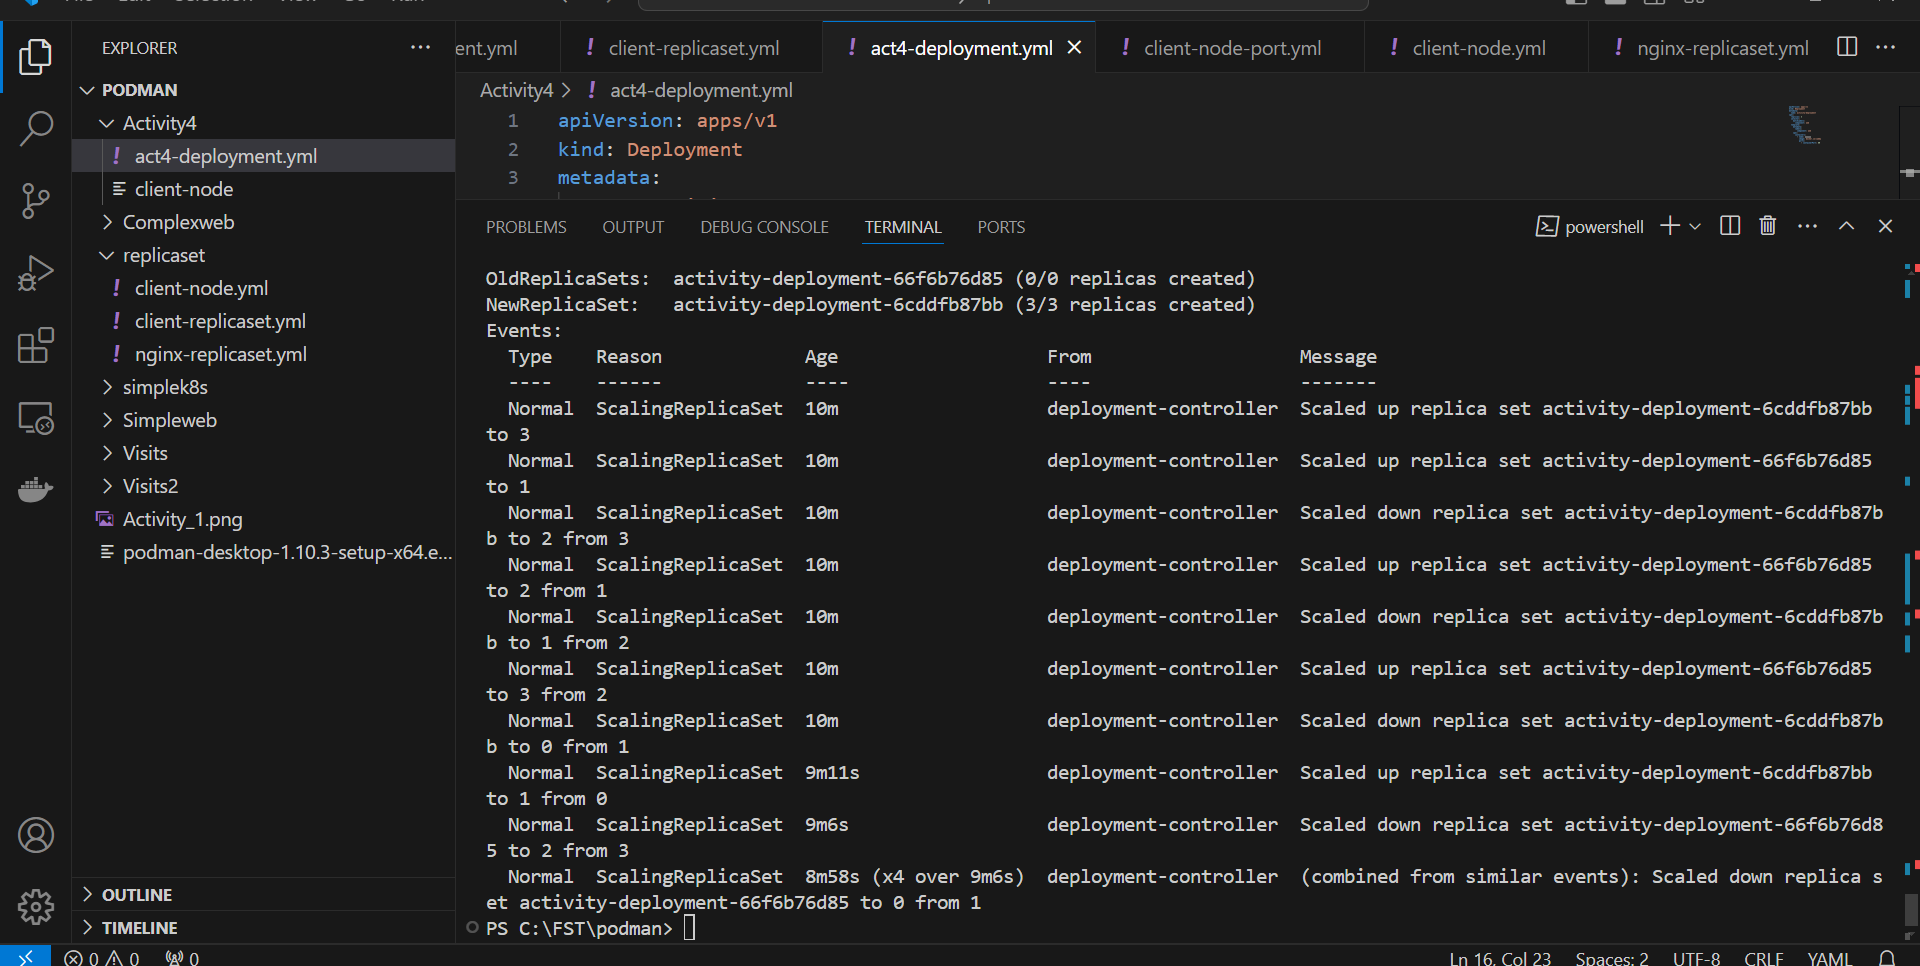 EXPLORER
PODMAN
Activity4
act4-deployment.yml
client-node
Complexweb
replicaset
client-node.yml
client-replicaset.yml
nginx-replicaset.yml
simplek8s
Simpleweb
Visits
Visits2
Activity_1.png
podman-desktop-1.10.3-setup-x64.e...
OUTLINE
TIMELINE
ent.yml
client-replicaset.yml
act4-deployment.yml
client-node-port.yml
client-node.yml
nginx-replicaset.yml
Activity4 > ! act4-deployment.yml
1 apiVersion: apps/v1
2 kind: Deployment
3 metadata:
PROBLEMS OUTPUT DEBUG CONSOLE TERMINAL PORTS
powershell
OldReplicaSets:  activity-deployment-66f6b76d85 (0/0 replicas created)
NewReplicaSet:   activity-deployment-6cddfb87bb (3/3 replicas created)
Events:
  Type    Reason             Age                   From                   Message
  ----    ------             ----                  ----                   -------
  Normal  ScalingReplicaSet  10m                   deployment-controller  Scaled up replica set activity-deployment-6cddfb87bb
to 3
  Normal  ScalingReplicaSet  10m                   deployment-controller  Scaled up replica set activity-deployment-66f6b76d85
to 1
  Normal  ScalingReplicaSet  10m                   deployment-controller  Scaled down replica set activity-deployment-6cddfb87b
b to 2 from 3
  Normal  ScalingReplicaSet  10m                   deployment-controller  Scaled up replica set activity-deployment-66f6b76d85
to 2 from 1
  Normal  ScalingReplicaSet  10m                   deployment-controller  Scaled down replica set activity-deployment-6cddfb87b
b to 1 from 2
  Normal  ScalingReplicaSet  10m                   deployment-controller  Scaled up replica set activity-deployment-66f6b76d85
to 3 from 2
  Normal  ScalingReplicaSet  10m                   deployment-controller  Scaled down replica set activity-deployment-6cddfb87b
b to 0 from 1
  Normal  ScalingReplicaSet  9m11s                 deployment-controller  Scaled up replica set activity-deployment-6cddfb87bb
to 1 from 0
  Normal  ScalingReplicaSet  9m6s                  deployment-controller  Scaled down replica set activity-deployment-66f6b76d8
5 to 2 from 3
  Normal  ScalingReplicaSet  8m58s (x4 over 9m6s)  deployment-controller  (combined from similar events): Scaled down replica s
et activity-deployment-66f6b76d85 to 0 from 1
PS C:\FST\podman>
0 0 0
Ln 16, Col 23 Spaces: 2 UTF-8 CRLF YAML